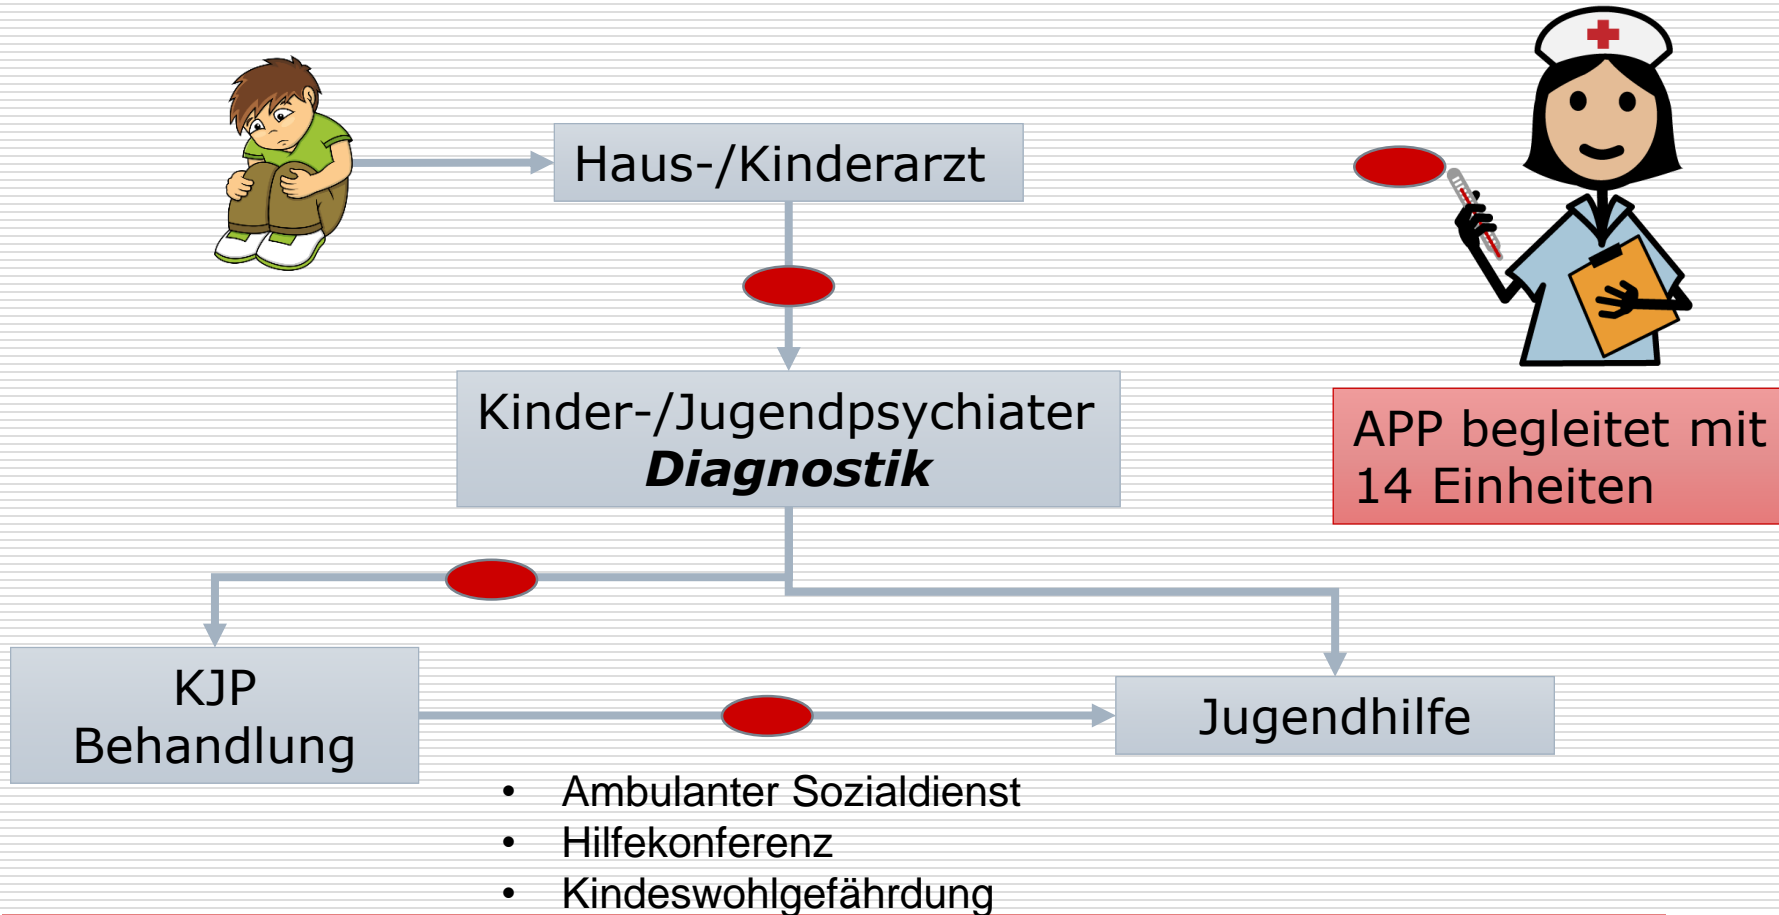 Haus-/Kinderarzt
Kinder-/Jugendpsychiater
Diagnostik
APP begleitet mit
14 Einheiten
KJP
Behandlung
Jugendhilfe
• Ambulanter Sozialdienst
• Hilfekonferenz
• Kindeswohlgefährdung